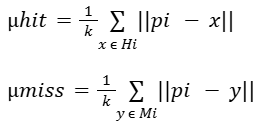 μhit = 1/k ∑ x ∈ Hi ||pi − x||
μmiss = 1/k ∑ y ∈ Mi ||pi − y||